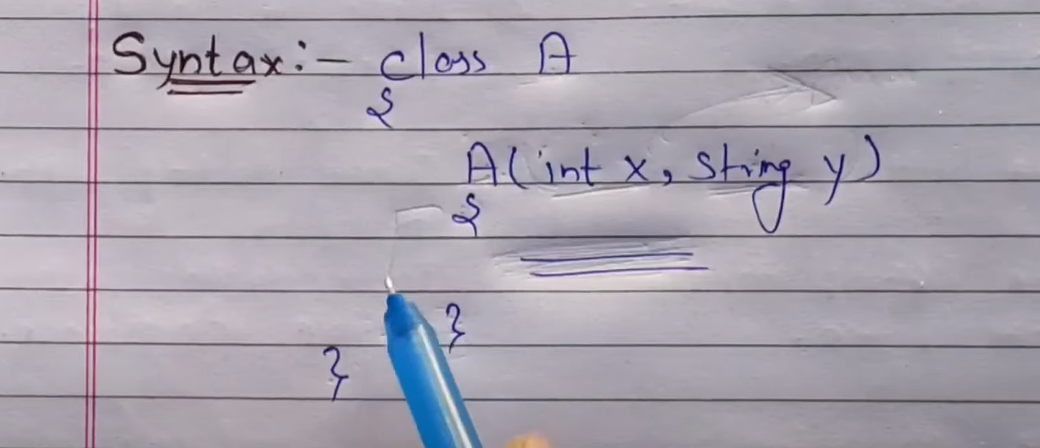 Syntax:- class A
{
A(int x, string y)
{
}
}